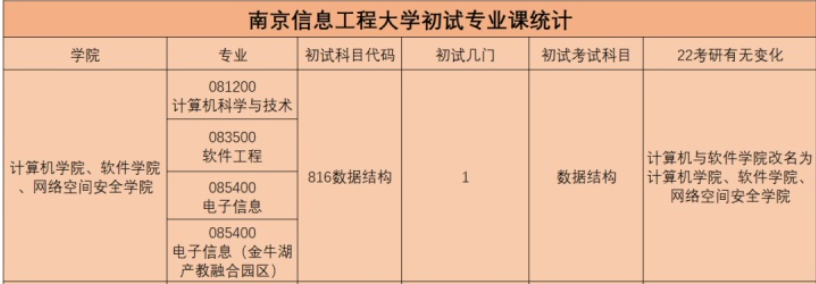 南京信息工程大学初试专业课统计
学院
专业
初试科目代码
初试几门
初试考试科目
22考研有无变化
计算机学院、软件学院
、网络空间安全学院
081200
计算机科学与技术
083500
软件工程
085400
电子信息
085400
电子信息（金牛湖
产教融合园区）
816数据结构
1
数据结构
计算机与软件学院改名为
计算机学院、软件学院、
网络空间安全学院